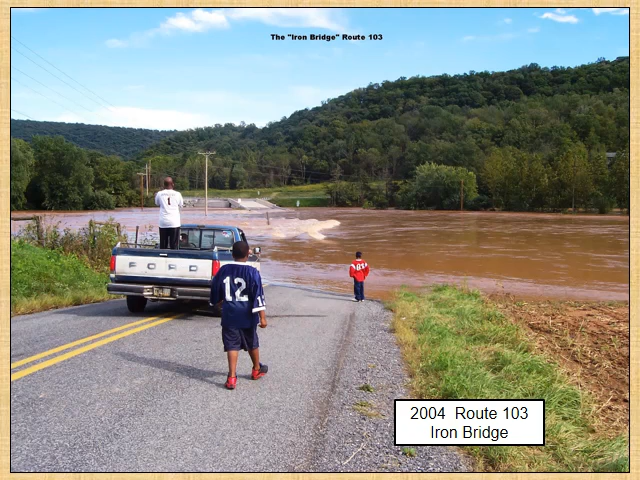 The "Iron Bridge" Route 103
1
FORD
12
2004  Route 103
Iron Bridge